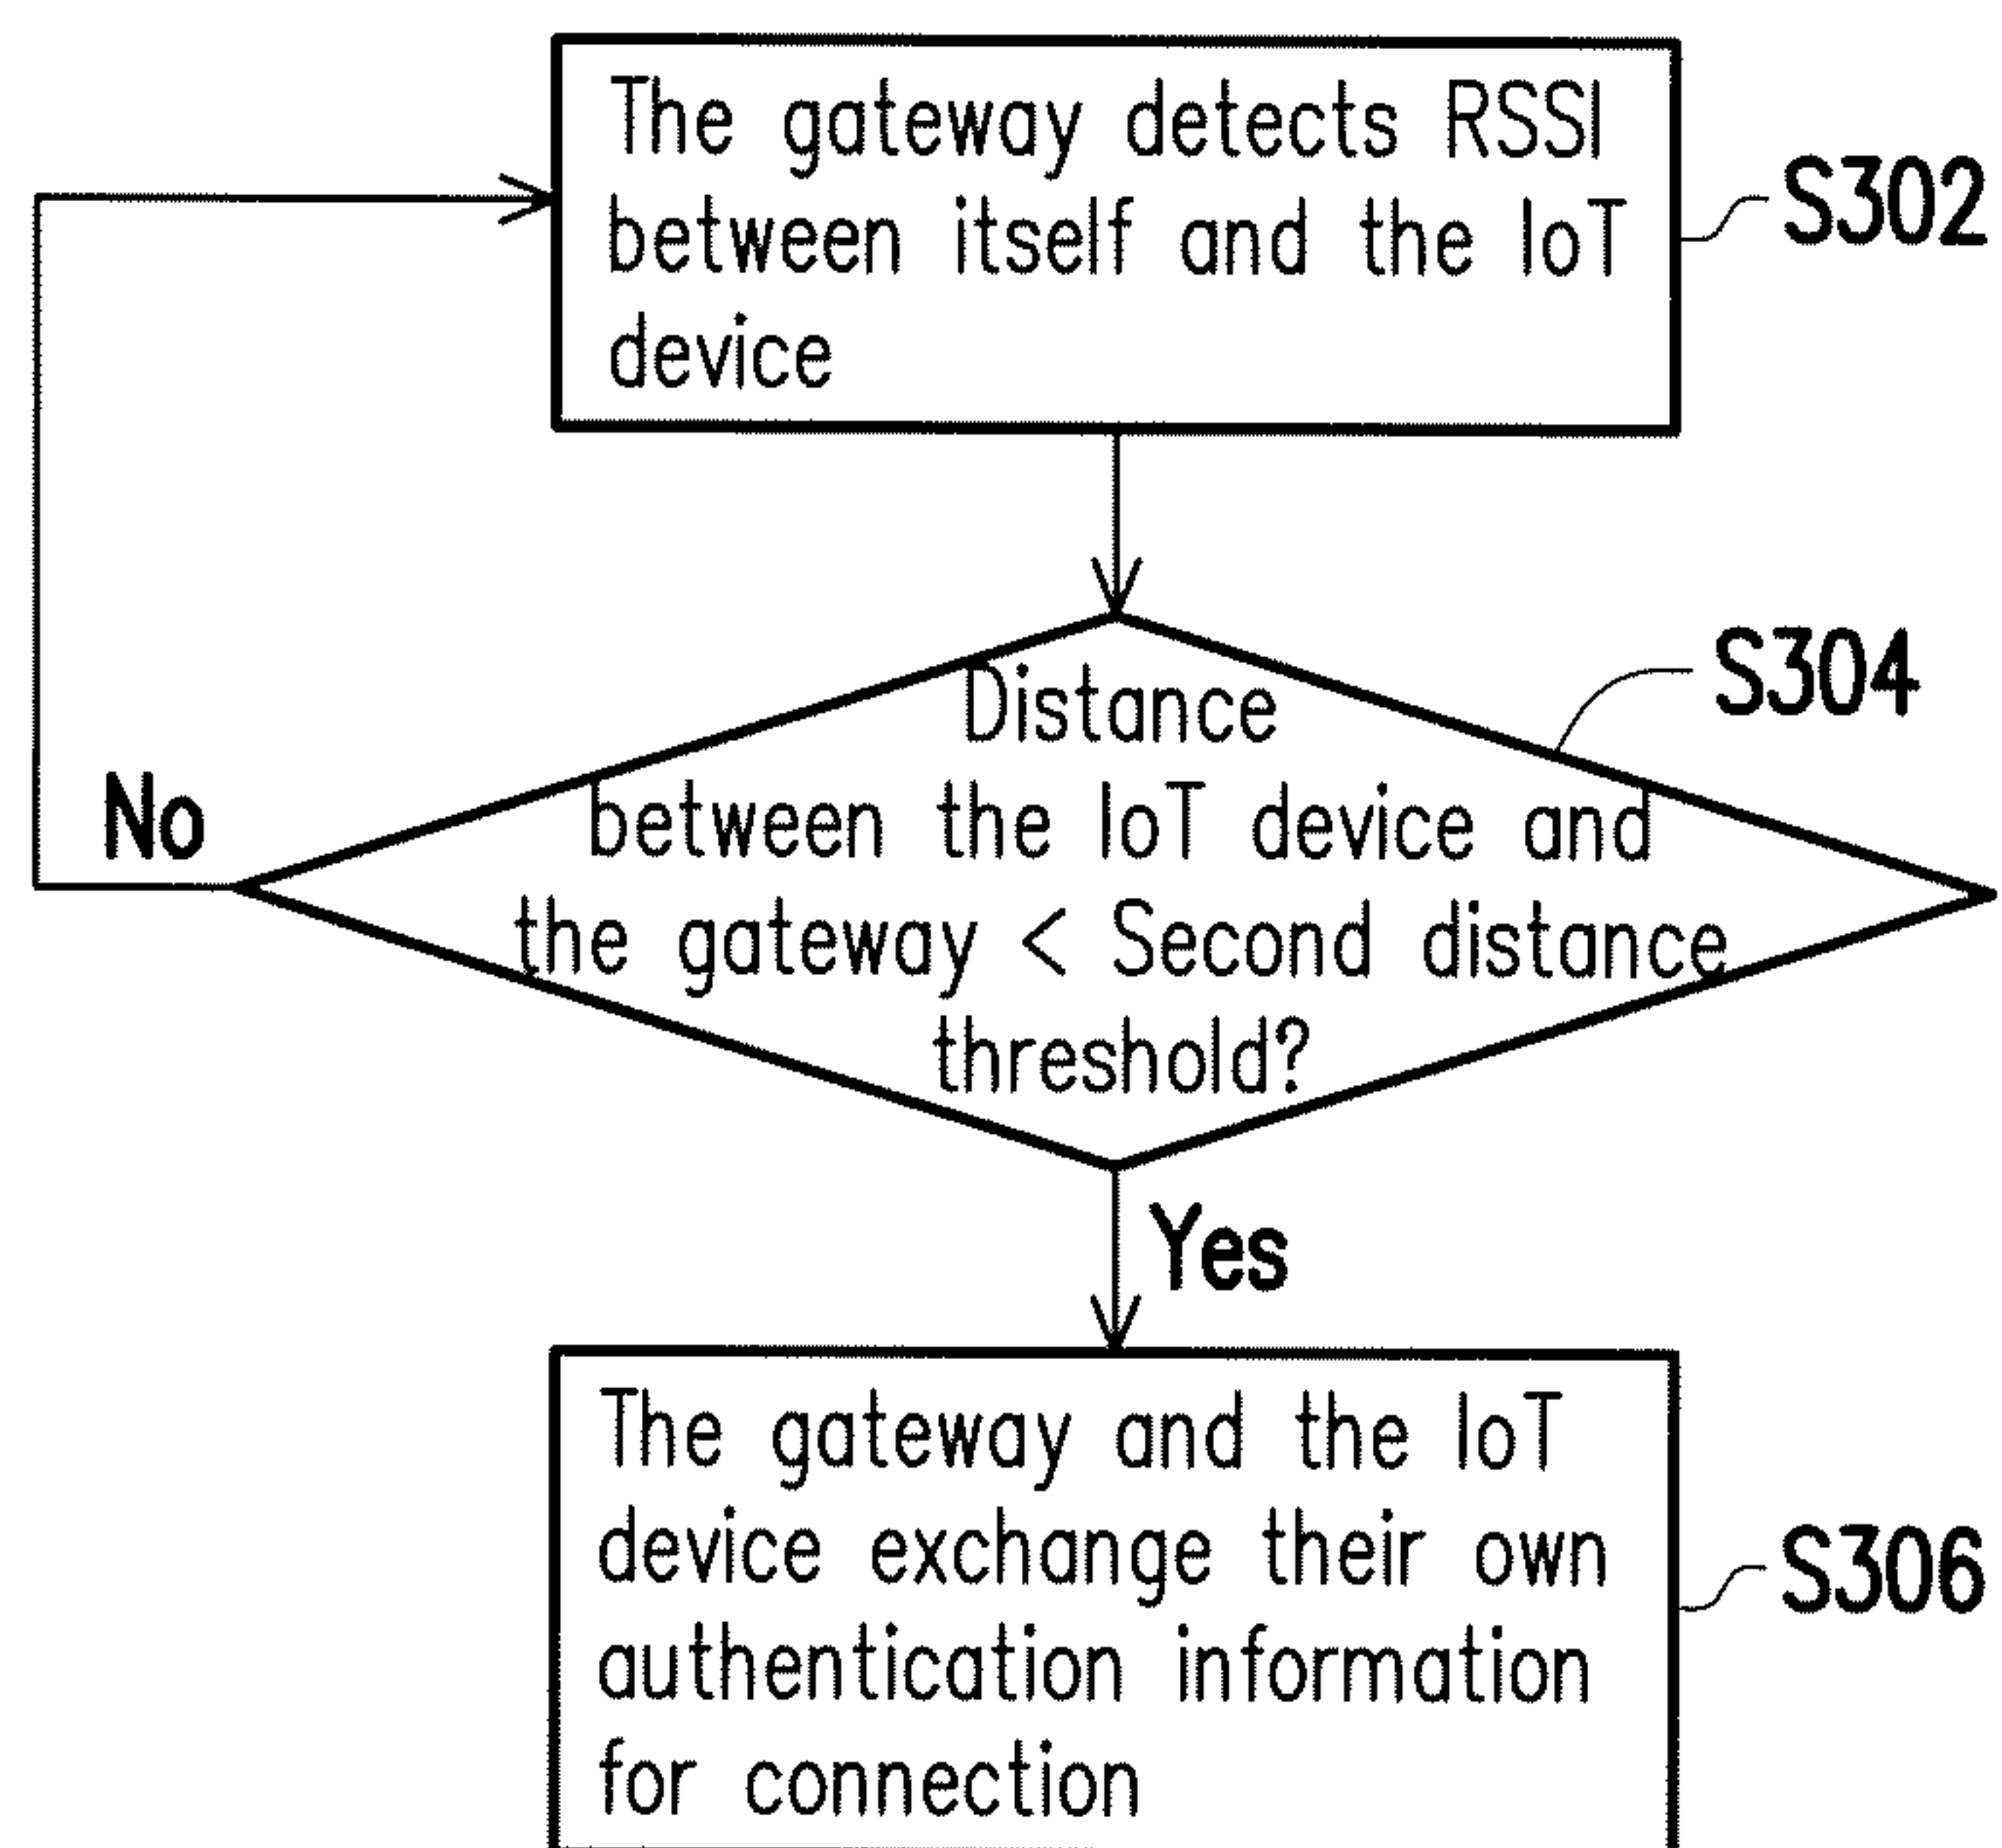 The gateway detects RSSI
between itself and the IoT
device
S302
Distance
between the IoT device and
the gateway < Second distance
threshold?
S304
No
Yes
The gateway and the IoT
device exchange their own
authentication information
for connection
S306